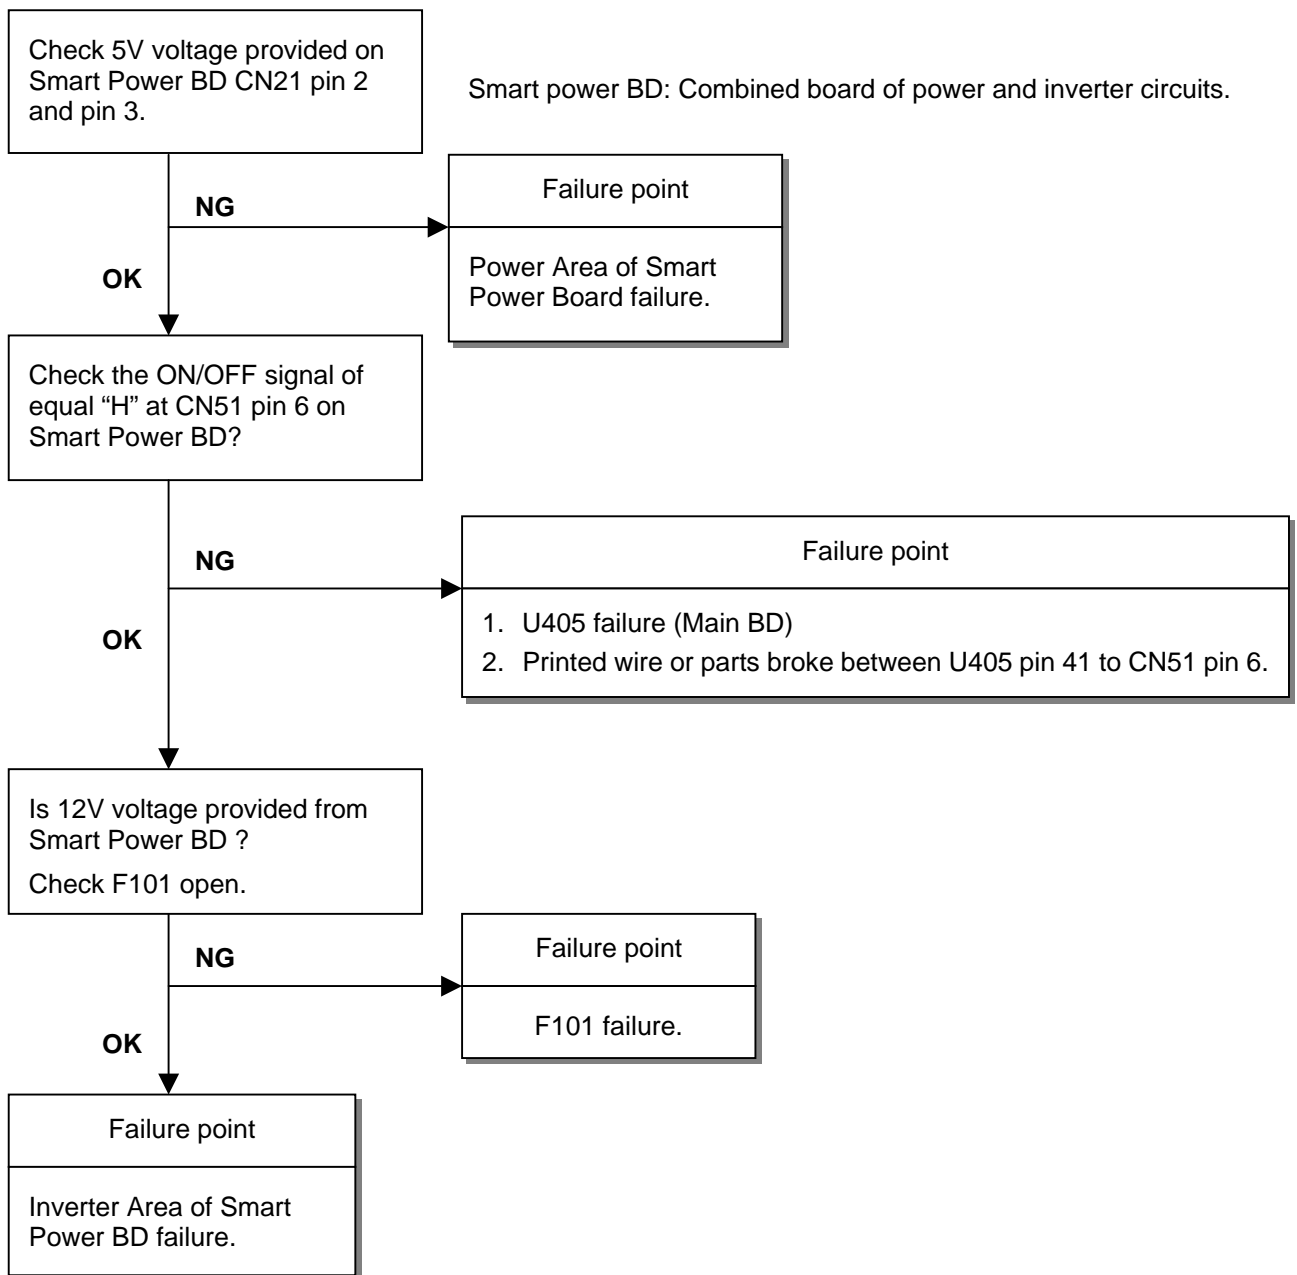 Check 5V voltage provided on
Smart Power BD CN21 pin 2
and pin 3.
Smart power BD: Combined board of power and inverter circuits.
NG
Failure point
Power Area of Smart
Power Board failure.
OK
Check the ON/OFF signal of
equal “H” at CN51 pin 6 on
Smart Power BD?
NG
Failure point
1. U405 failure (Main BD)
2. Printed wire or parts broke between U405 pin 41 to CN51 pin 6.
OK
Is 12V voltage provided from
Smart Power BD ?
Check F101 open.
NG
Failure point
F101 failure.
OK
Failure point
Inverter Area of Smart
Power BD failure.